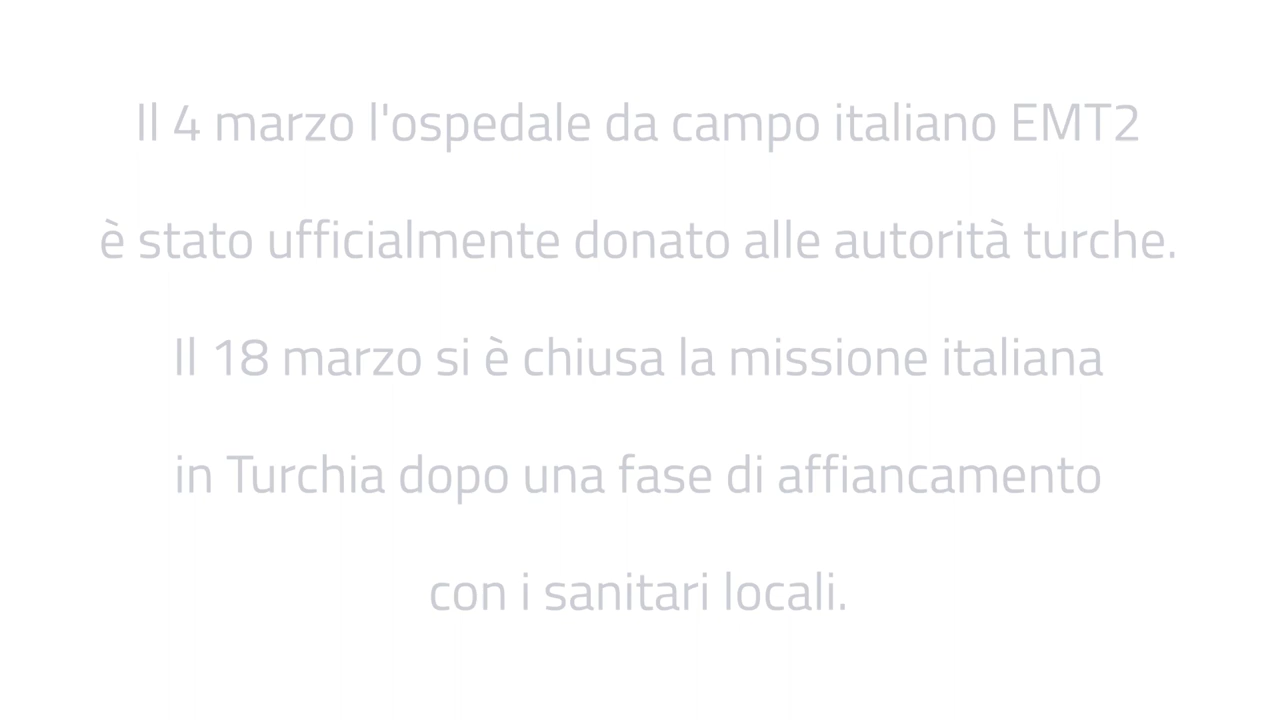 Il 4 marzo l'ospedale da campo italiano EMT2
è stato ufficialmente donato alle autorità turche.
Il 18 marzo si è chiusa la missione italiana
in Turchia dopo una fase di affiancamento
con i sanitari locali.